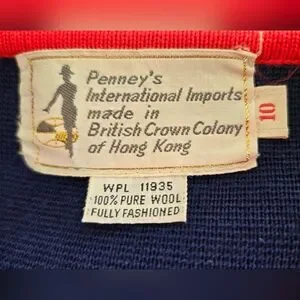 Penney's
International Imports
made in
British Crown Colony
of Hong Kong
10
WPL 11935
100% PURE WOOL
FULLY FASHIONED